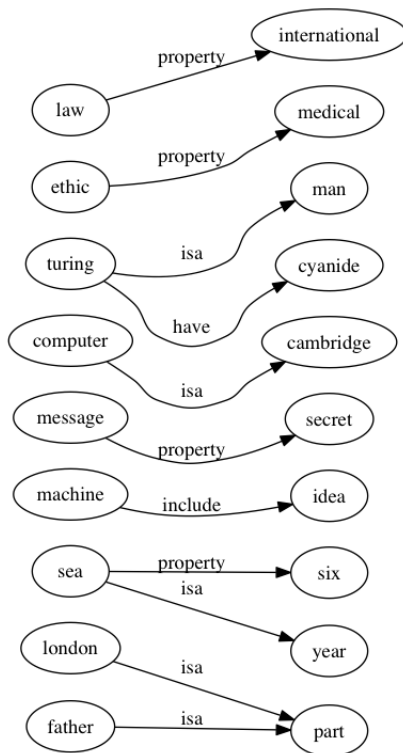 international
property
law
medical
property
ethic
man
isa
turing
cyanide
have
computer
cambridge
isa
message
secret
property
machine
idea
include
sea
property
six
isa
year
london
isa
father
isa
part